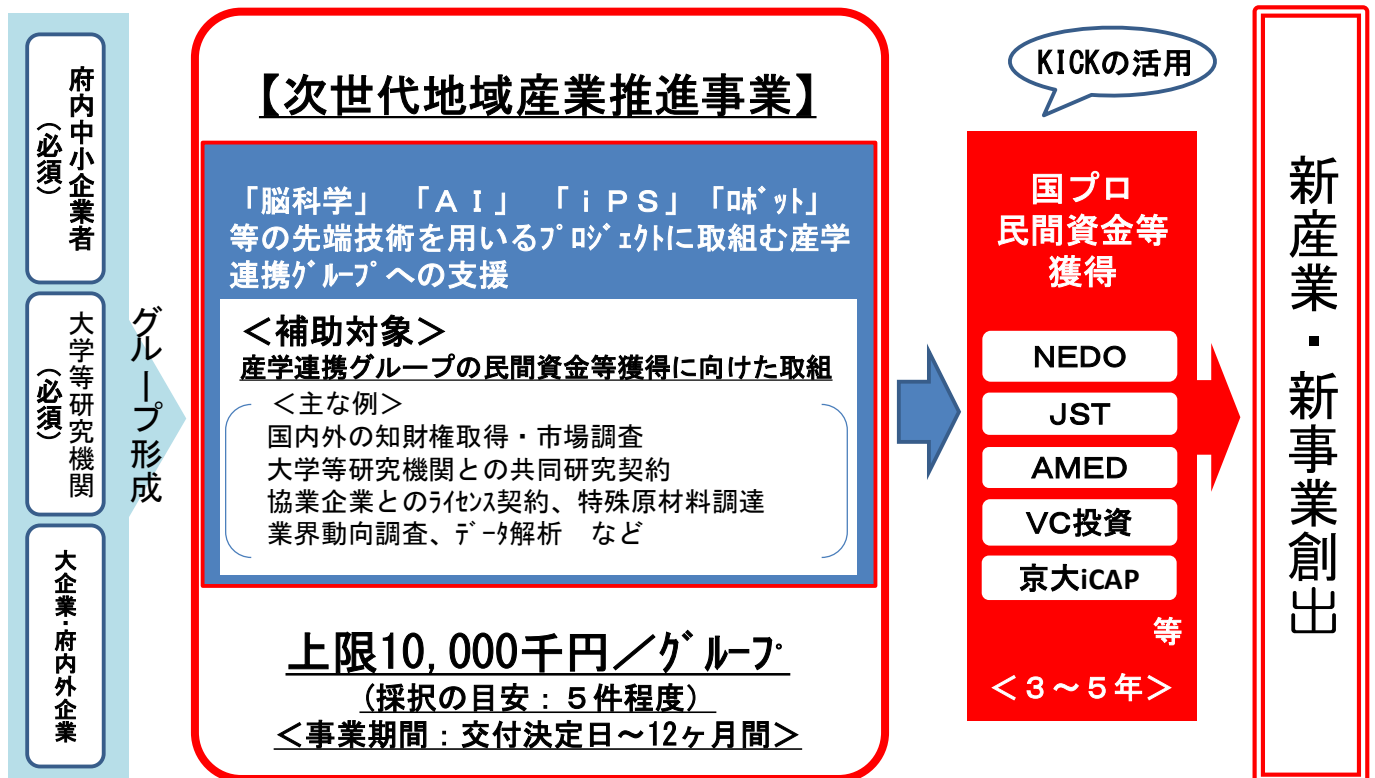 府内中小企業者
（必須）
大学等研究機関
（必須）
大企業・府内外企業
グループ形成
【次世代地域産業推進事業】
「脳科学」　「ＡＩ」　「ｉＰＳ」「ﾛﾎﾞｯﾄ」
等の先端技術を用いるﾌﾟﾛｼﾞｪｸﾄに取組む産学
連携ｸﾞﾙｰﾌﾟへの支援
＜補助対象＞
産学連携グループの民間資金等獲得に向けた取組
＜主な例＞
国内外の知財権取得・市場調査
大学等研究機関との共同研究契約
協業企業とのﾗｲｾﾝｽ契約、特殊原材料調達
業界動向調査、ﾃﾞｰﾀ解析　など
上限10,000千円／ｸﾞﾙｰﾌﾟ
（採択の目安：５件程度）
＜事業期間：交付決定日～12ヶ月間＞
KICKの活用
国プロ
民間資金等
獲得
NEDO
JST
AMED
VC投資
京大iCAP
等
＜３～５年＞
新産業・新事業創出